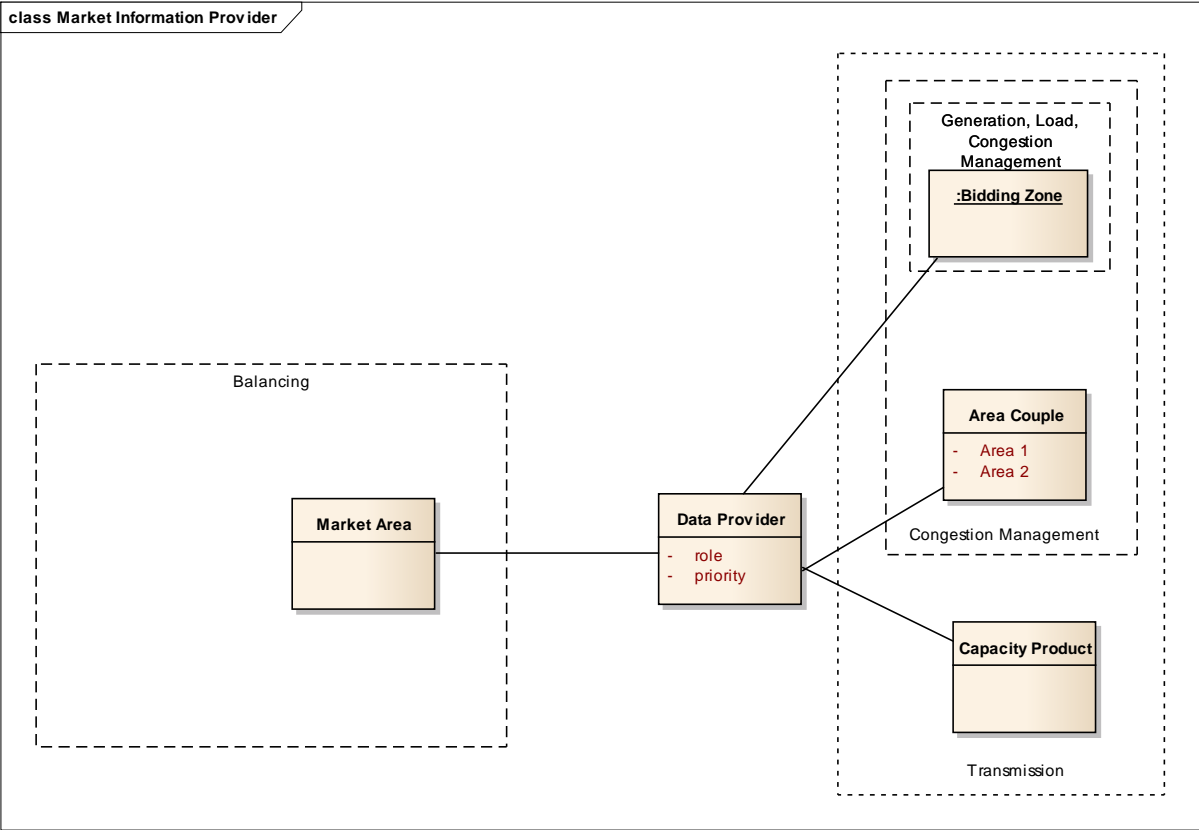 class Market Information Provider
Generation, Load,
Congestion
Management
:Bidding Zone
Balancing
Area Couple
- Area 1
- Area 2
Market Area
Data Provider
- role
- priority
Congestion Management
Capacity Product
Transmission